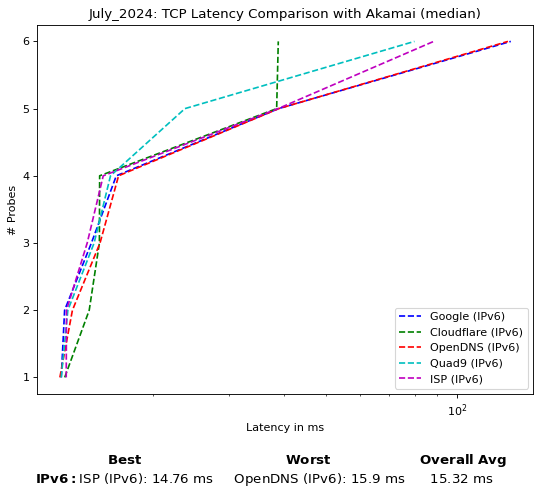 July_2024: TCP Latency Comparison with Akamai (median)
6
5
4
3
2
1
# Probes
Google (IPv6)
Cloudflare (IPv6)
OpenDNS (IPv6)
Quad9 (IPv6)
ISP (IPv6)
10²
Latency in ms
Best Worst Overall Avg
IPv6: ISP (IPv6): 14.76 ms OpenDNS (IPv6): 15.9 ms 15.32 ms